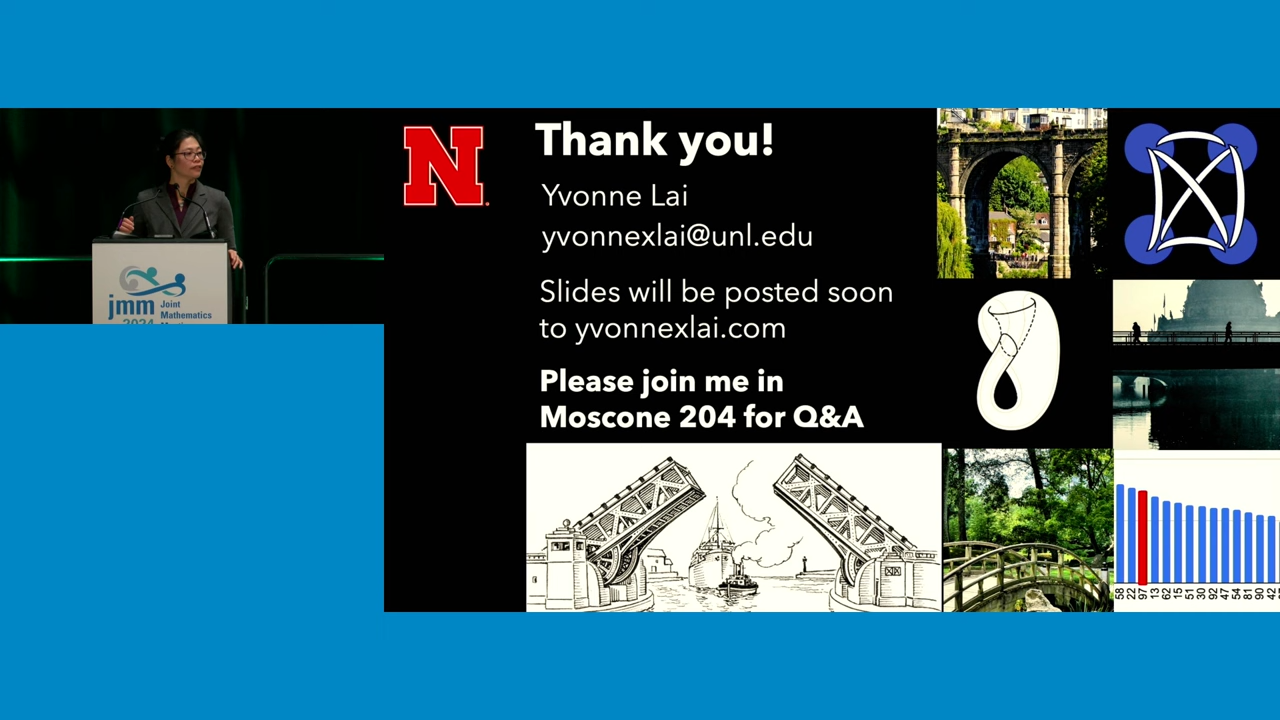 jmm Joint
Mathematics
2024
N
Thank you!
Yvonne Lai
yvonnexlai@unl.edu
Slides will be posted soon
to yvonnexlai.com
Please join me in
Moscone 204 for Q&A
58 22 97 13 62 15 51 30 92 47 54 81 90 42